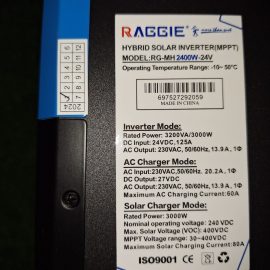 RAGGIE
HYBRID SOLAR INVERTER(MPPT)
MODEL:RG-MH2400W-24V
Operating Temperature Range: -10~50°C
697527292059
MADE IN CHINA
Inverter Mode:
Rated Power: 3200VA/3000W
DC Input: 24VDC, 125A
AC Output: 230VAC, 50/60HZ, 13.9A, 1Φ
AC Charger Mode:
AC Input:230VAC,50/60HZ 20.2A, 1Φ
DC Output: 27VDC
AC Output: 230VAC, 50/60HZ, 13.9A, 1Φ
Maximum AC Charging Current: 60A
Solar Charger Mode:
Rated Power: 3000W
Nominal operating voltage: 240 VDC
Max. Solar Voltage (VOC): 400VDC
MPPT Voltage range: 30~400VDC
Maximum Solar Charging Current: 80A
ISO9001
2024
1 2 3 4 5 6
7 8 9 10 11 12